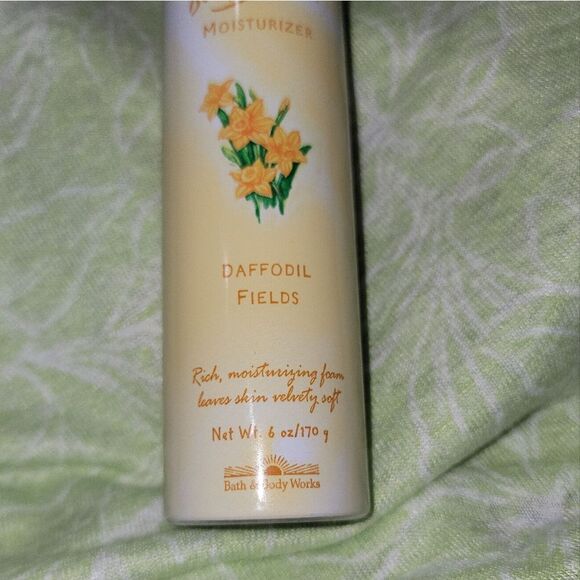 MOISTURIZER
DAFFODIL
FIELDS
Rich, moisturizing foam
leaves skin velvety soft
Net Wt. 6 oz/170 g
Bath & Body Works